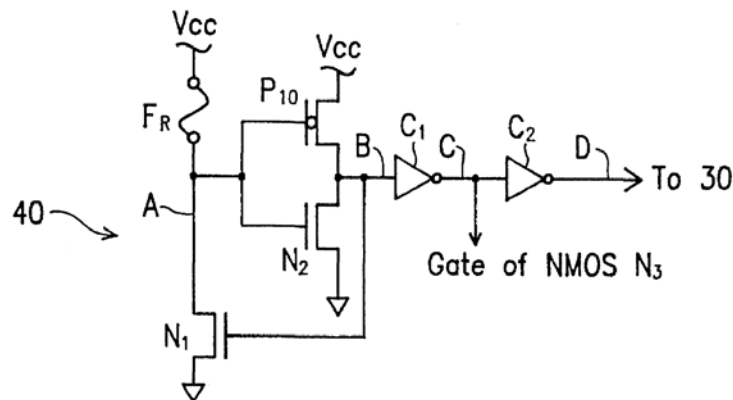 Vcc
Vcc
P10
FR
C1
C
C2
B
D
To 30
A
40
N2
Gate of NMOS N3
N1